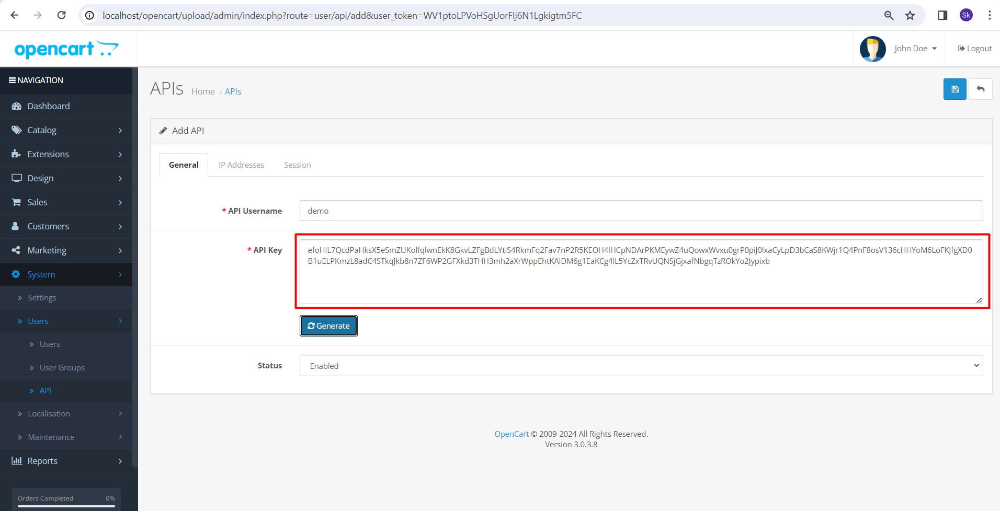 localhost/opencart/upload/admin/index.php?route=user/api/add&user_token=WV1ptoLPVoHSgUorFIj6N1Lgkigtm5FC
Sk
opencart
John Doe
Logout
NAVIGATION
Dashboard
Catalog
Extensions
Design
Sales
Customers
Marketing
System
Settings
Users
Users
User Groups
API
Localisation
Maintenance
Reports
Orders Completed 0%
APIs Home › APIs
Add API
General IP Addresses Session
* API Username demo
* API Key
efoHIL7QcdPaHksX5eSmZUKolfqlwnEkK8GkvLZFgBdLYtiS4RkmFq2Fav7nP2R5KEOH4lHCpNDArPKMEywZ4uQowxWvxu0grP0piJ0lxaCyLpD3bCaS8KWjr1Q4PnF8osV136cHHYoM6LoFKJfgXD0
B1uELPKmzL8adC4STkqJkb8n7ZF6WP2GFXkd3THH3mh2aXrWppEhtKAlDM6g1EaKCg4lL5YcZxTRvUQNSjGjxafNbgqTzROkYo2Jypixb
Generate
Status Enabled
OpenCart © 2009-2024 All Rights Reserved.
Version 3.0.3.8